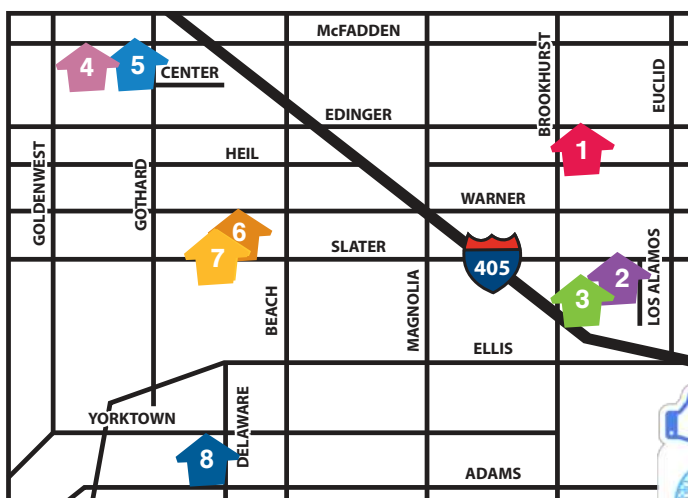 McFADDEN
4
5
CENTER
BROOKHURST
EUCLID
EDINGER
1
GOLDENWEST
GOTHARD
HEIL
WARNER
6
7
SLATER
405
2
3
LOS ALAMOS
BEACH
MAGNOLIA
ELLIS
YORKTOWN
DELAWARE
8
ADAMS